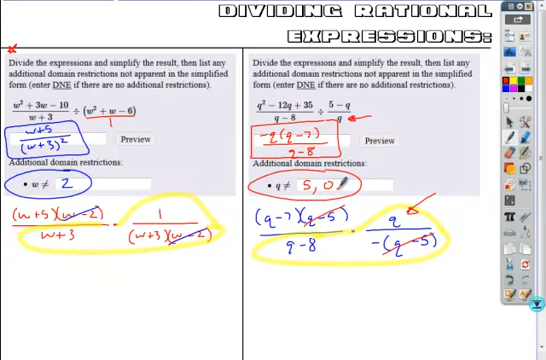 DIVIDING RATIONAL
EXPRESSIONS:
Divide the expressions and simplify the result, then list any
additional domain restrictions not apparent in the simplified
form (enter DNE if there are no additional restrictions).
w² + 3w − 10
w + 3
÷ (w² + w − 6)
1
w+5
(w+3)²
Preview
Additional domain restrictions:
• w ≠ 2
(w+5)(w−2)
w+3
·
1
(w+3)(w−2)
Divide the expressions and simplify the result, then list any
additional domain restrictions not apparent in the simplified
form (enter DNE if there are no additional restrictions).
q² − 12q + 35
q − 8
÷
5 − q
q
−q(q−7)
q−8
Preview
Additional domain restrictions:
• q ≠ 5, 0
(q−7)(q−5)
q−8
·
q
−(q−5)